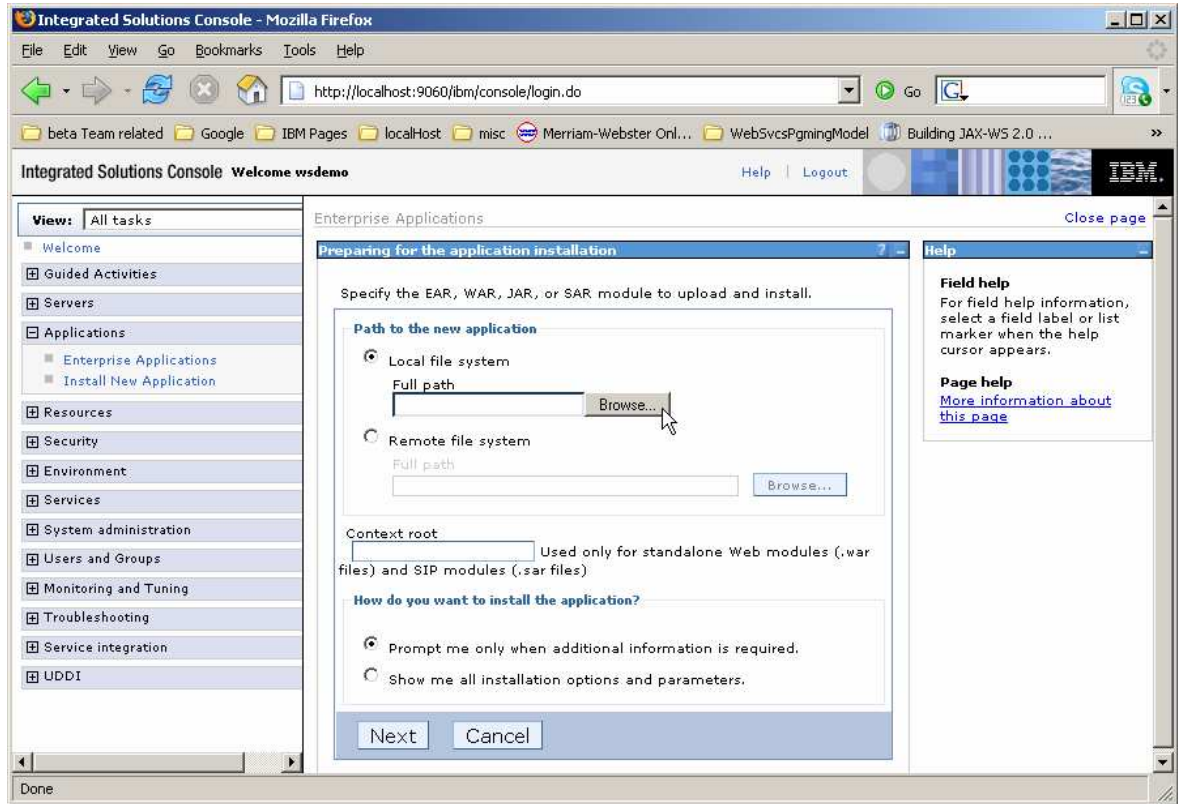 Integrated Solutions Console - Mozilla Firefox
File Edit View Go Bookmarks Tools Help
http://localhost:9060/ibm/console/login.do
Go
G
beta Team related Google IBM Pages localHost misc Merriam-Webster Onl... WebSvcsPgmingModel Building JAX-WS 2.0 ... »
Integrated Solutions Console Welcome wsdemo
Help | Logout
IBM.
View: All tasks
Welcome
Guided Activities
Servers
Applications
Enterprise Applications
Install New Application
Resources
Security
Environment
Services
System administration
Users and Groups
Monitoring and Tuning
Troubleshooting
Service integration
UDDI
Enterprise Applications
Close page
Preparing for the application installation
?
Specify the EAR, WAR, JAR, or SAR module to upload and install.
Path to the new application
Local file system
Full path
Browse...
Remote file system
Full path
Browse...
Context root
Used only for standalone Web modules (.war
files) and SIP modules (.sar files)
How do you want to install the application?
Prompt me only when additional information is required.
Show me all installation options and parameters.
Next Cancel
Help
Field help
For field help information,
select a field label or list
marker when the help
cursor appears.
Page help
More information about
this page
Done